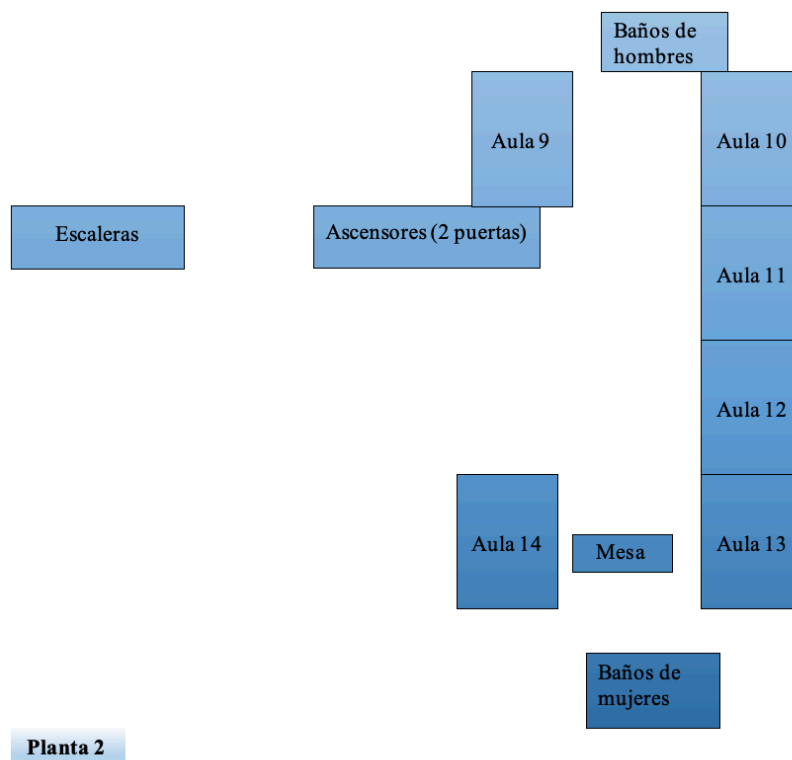 Baños de
hombres
Aula 9
Aula 10
Escaleras
Ascensores (2 puertas)
Aula 11
Aula 12
Aula 14
Mesa
Aula 13
Baños de
mujeres
Planta 2